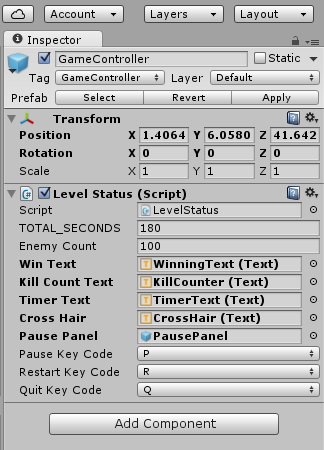 Account Layers Layout
Inspector
GameController Static
Tag GameController Layer Default
Prefab Select Revert Apply
Transform
Position X 1.4064 Y 6.0580 Z 41.642
Rotation X 0 Y 0 Z 0
Scale X 1 Y 1 Z 1
Level Status (Script)
Script LevelStatus
TOTAL_SECONDS 180
Enemy Count 100
Win Text WinningText (Text)
Kill Count Text KillCounter (Text)
Timer Text TimerText (Text)
Cross Hair CrossHair (Text)
Pause Panel PausePanel
Pause Key Code P
Restart Key Code R
Quit Key Code Q
Add Component